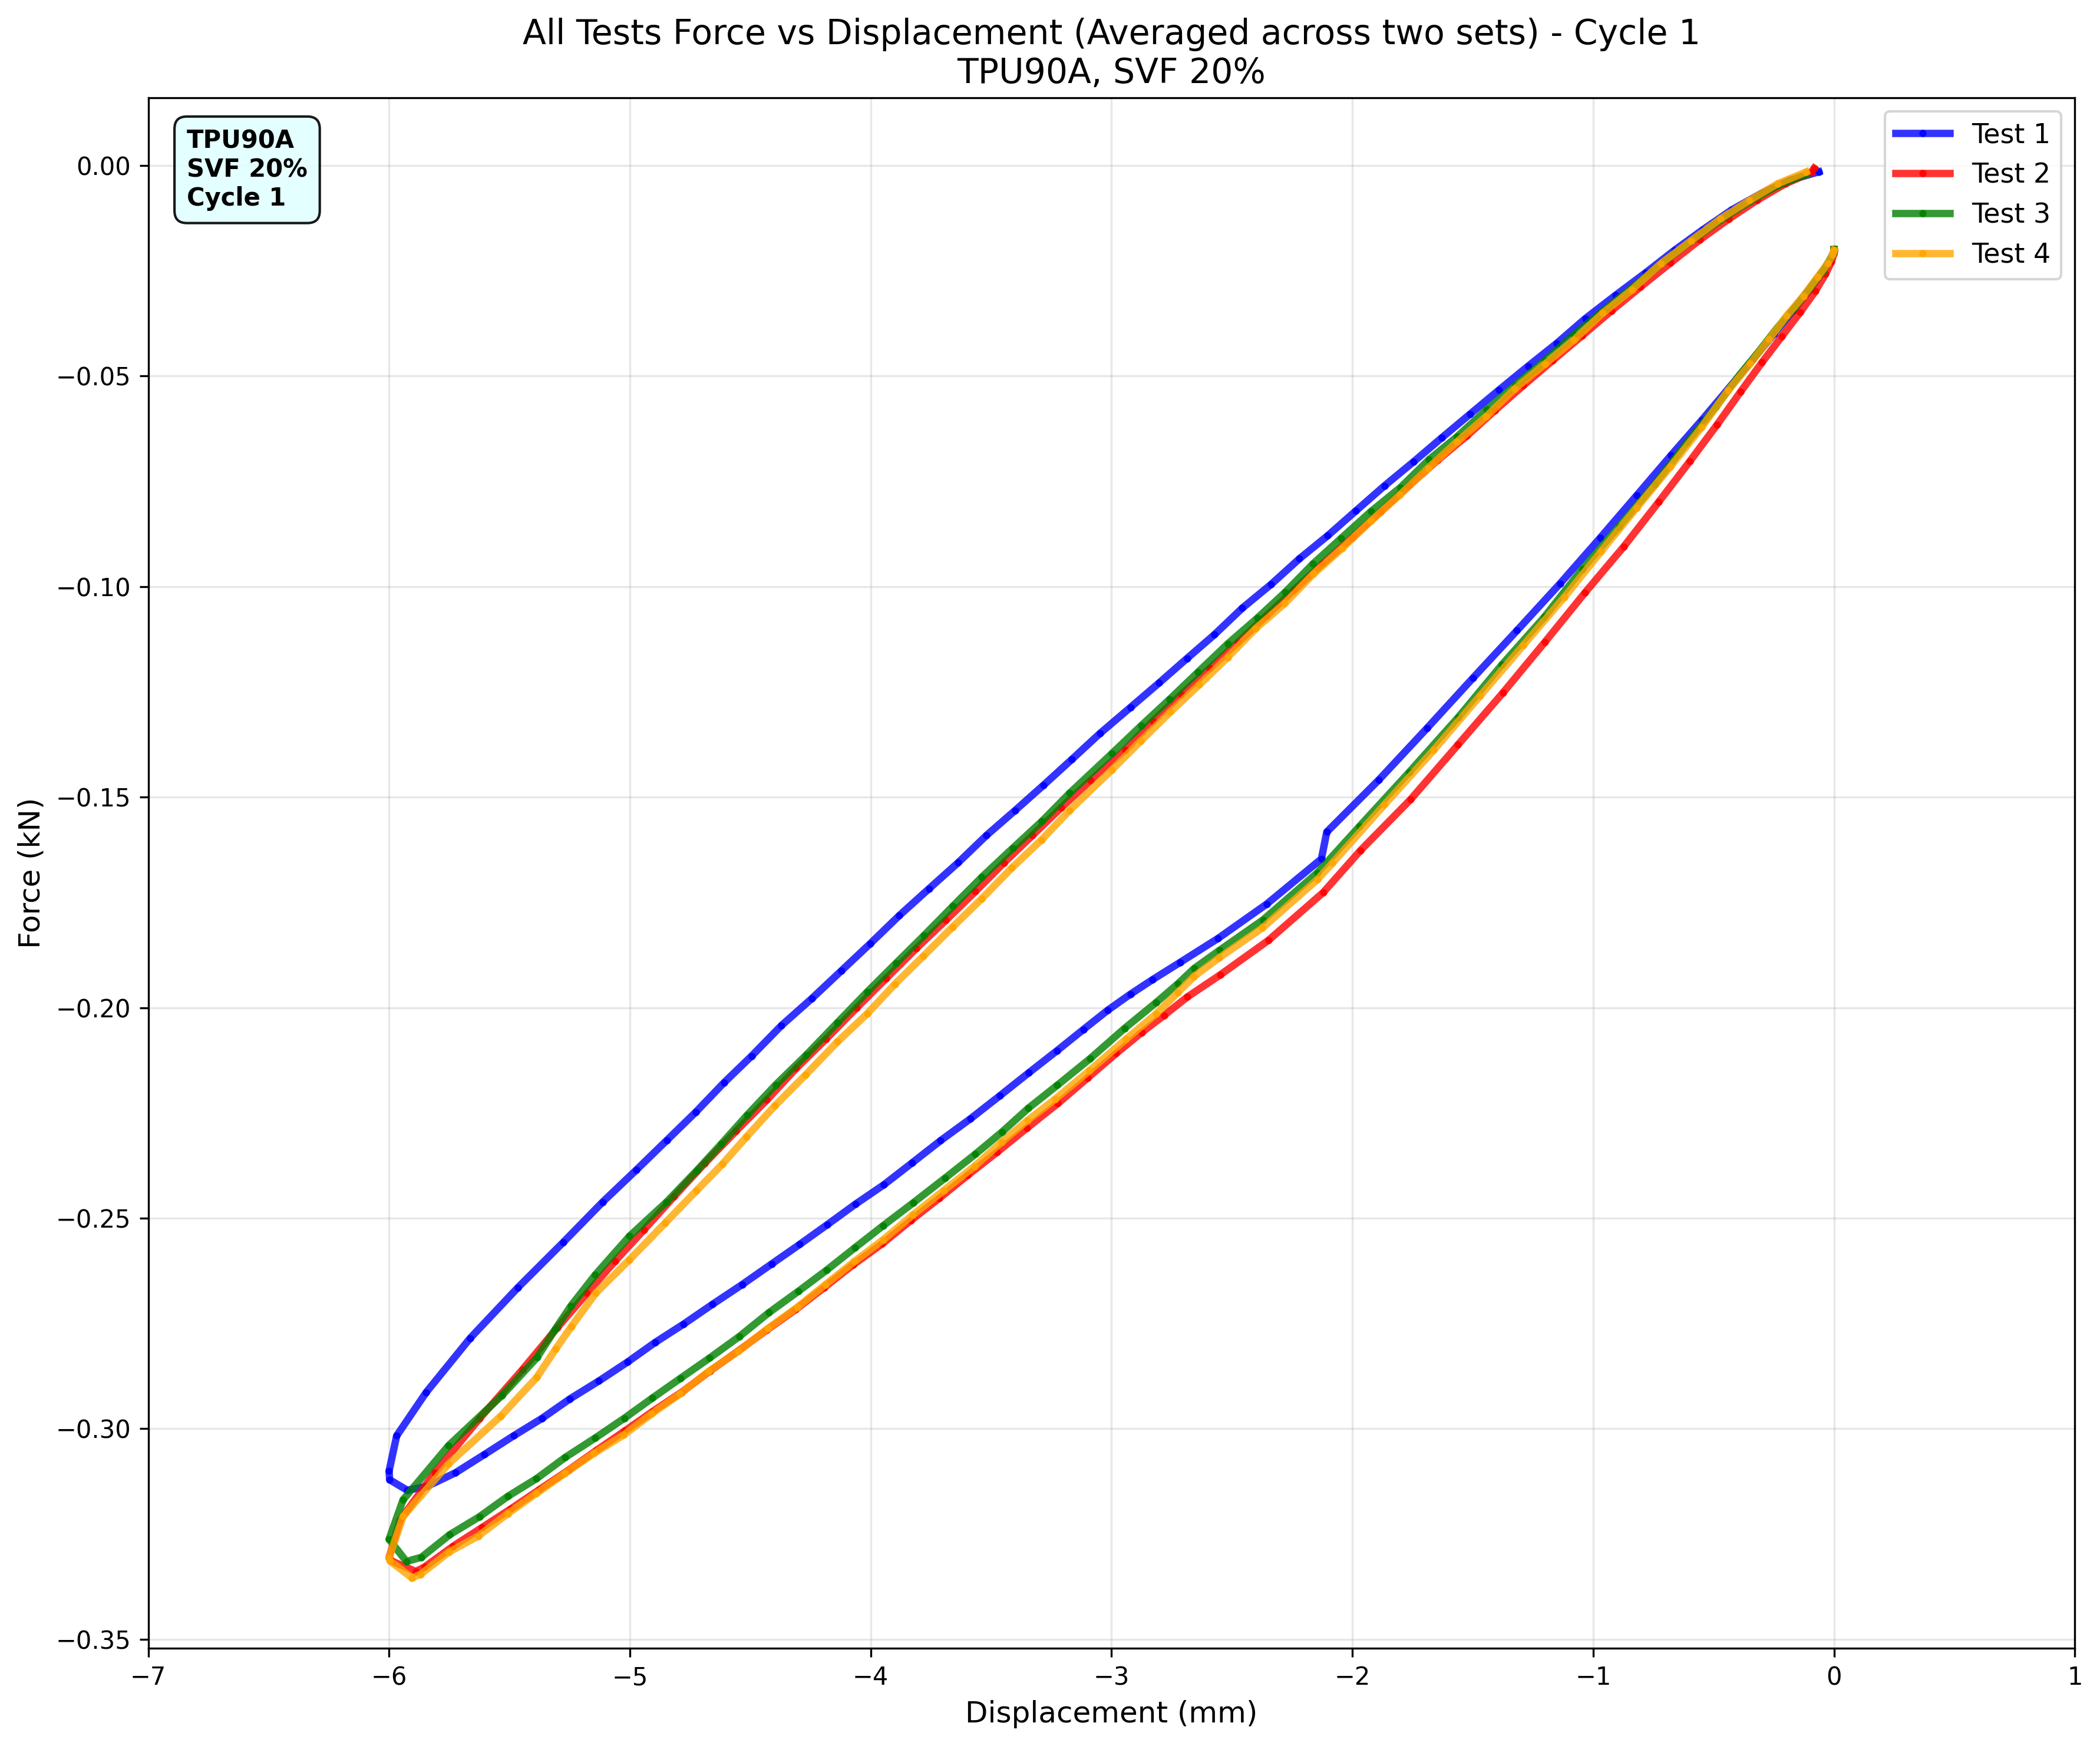 All Tests Force vs Displacement (Averaged across two sets) - Cycle 1
TPU90A, SVF 20%
TPU90A
SVF 20%
Cycle 1
Test 1
Test 2
Test 3
Test 4
Force (kN)
0.00
−0.05
−0.10
−0.15
−0.20
−0.25
−0.30
−0.35
−7
−6
−5
−4
−3
−2
−1
0
1
Displacement (mm)